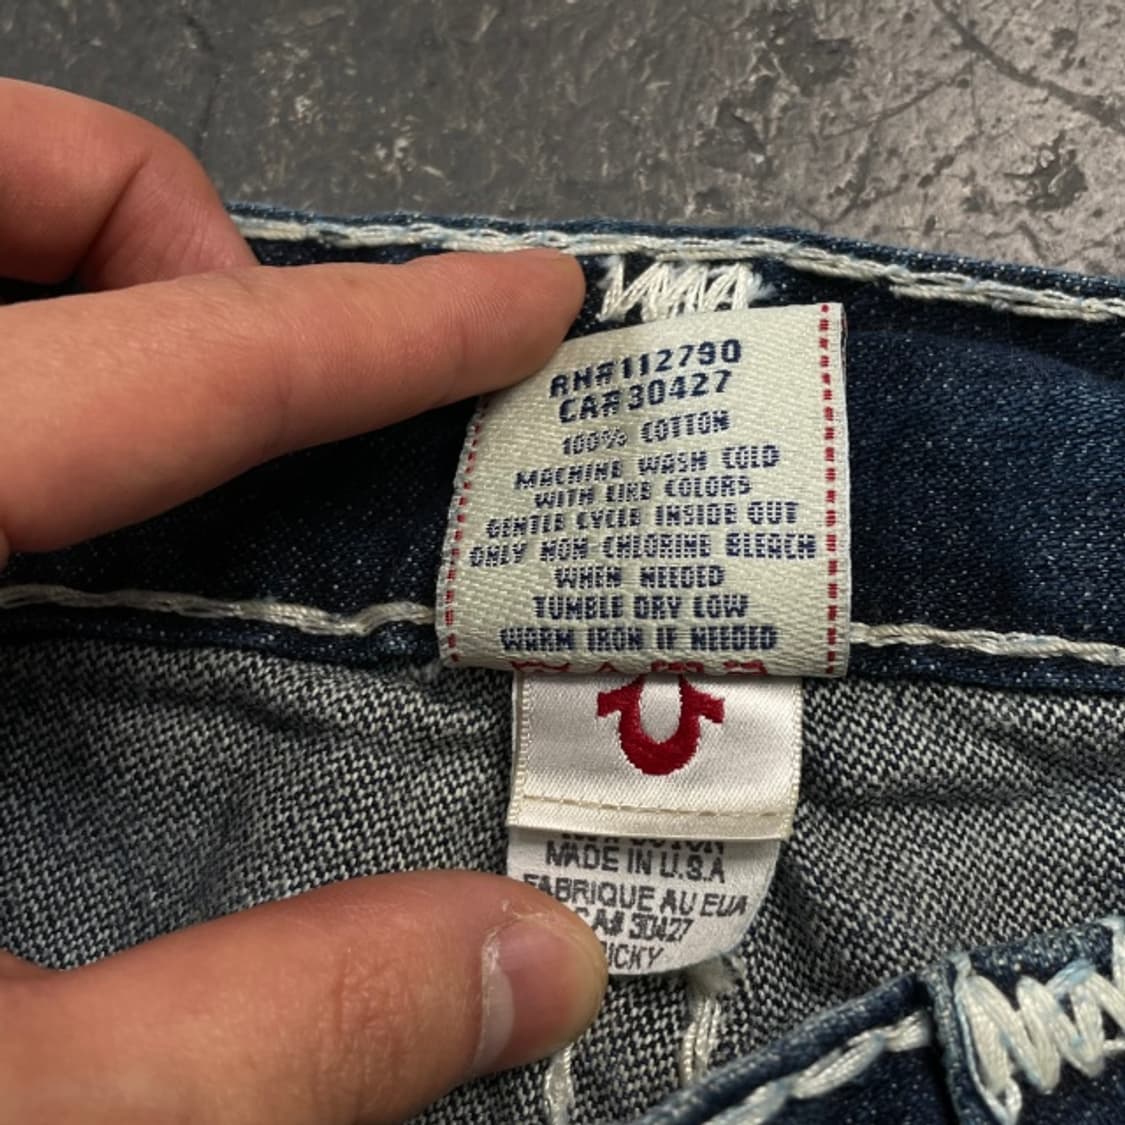 RN#112790
CA#30427
100% COTTON
MACHINE WASH COLD
WITH LIKE COLORS
GENTLE CYCLE INSIDE OUT
ONLY NON-CHLORINE BLEACH
WHEN NEEDED
TUMBLE DRY LOW
WARM IRON IF NEEDED
MADE IN U.S.A
FABRIQUE AU EUA
CA# 30427